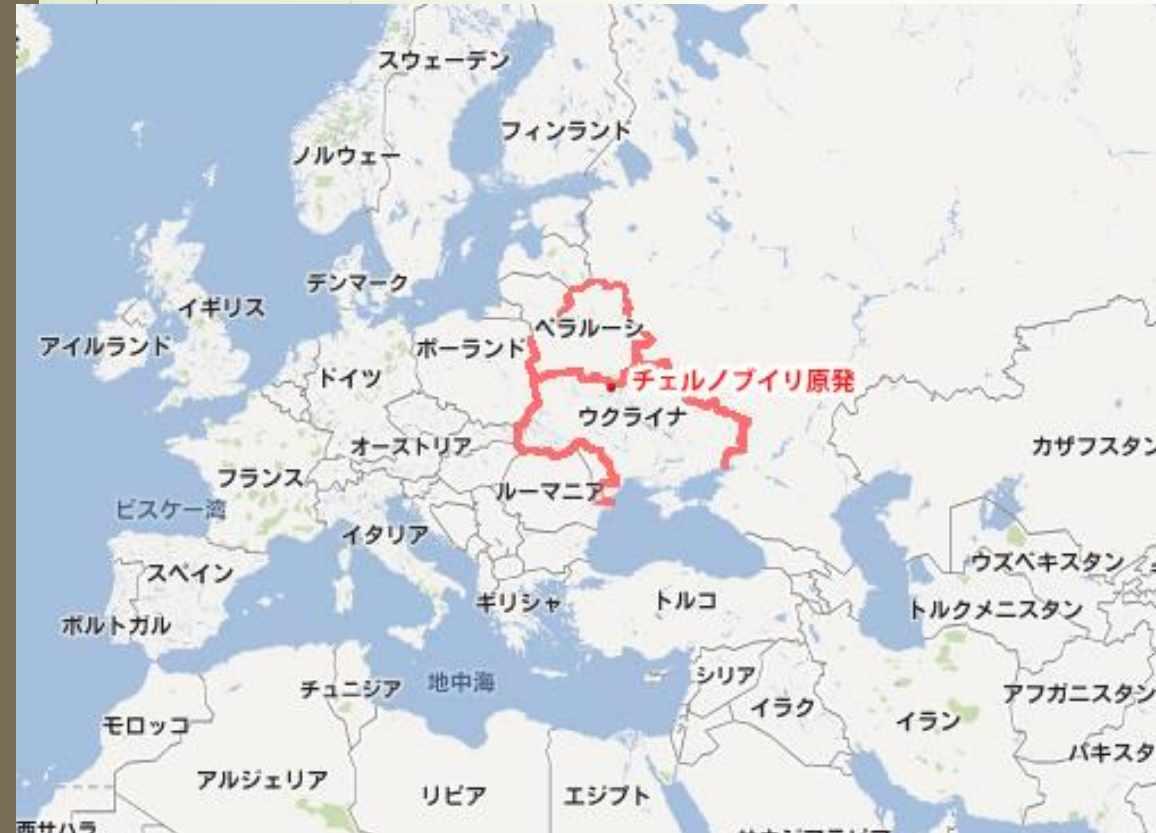 スウェーデン
フィンランド
ノルウェー
デンマーク
イギリス
アイルランド
ベラルーシ
ポーランド
ドイツ
チェルノブイリ原発
ウクライナ
オーストリア
カザフスタン
フランス
ルーマニア
ビスケー湾
イタリア
ウズベキスタン
スペイン
ギリシャ
トルコ
トルクメニスタン
ポルトガル
シリア
チュニジア
地中海
アフガニスタン
イラク
イラン
モロッコ
パキスタ
アルジェリア
リビア
エジプト
西サハラ